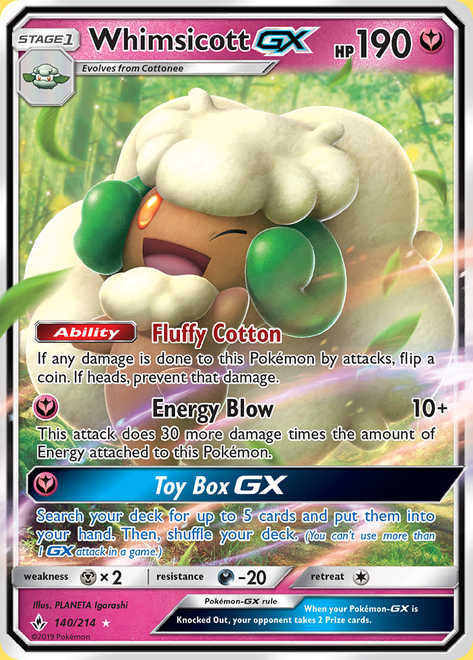 STAGE 1 Whimsicott GX HP 190
Evolves from Cottonee
Ability Fluffy Cotton
If any damage is done to this Pokémon by attacks, flip a
coin. If heads, prevent that damage.
Energy Blow 10+
This attack does 30 more damage times the amount of
Energy attached to this Pokémon.
Toy Box GX
Search your deck for up to 5 cards and put them into
your hand. Then, shuffle your deck. (You can't use more than
1 GX attack in a game.)
weakness ×2 resistance -20 retreat
Illus. PLANETA Igarashi
Pokémon-GX rule
140/214
When your Pokémon-GX is
Knocked Out, your opponent takes 2 Prize cards.
©2019 Pokémon